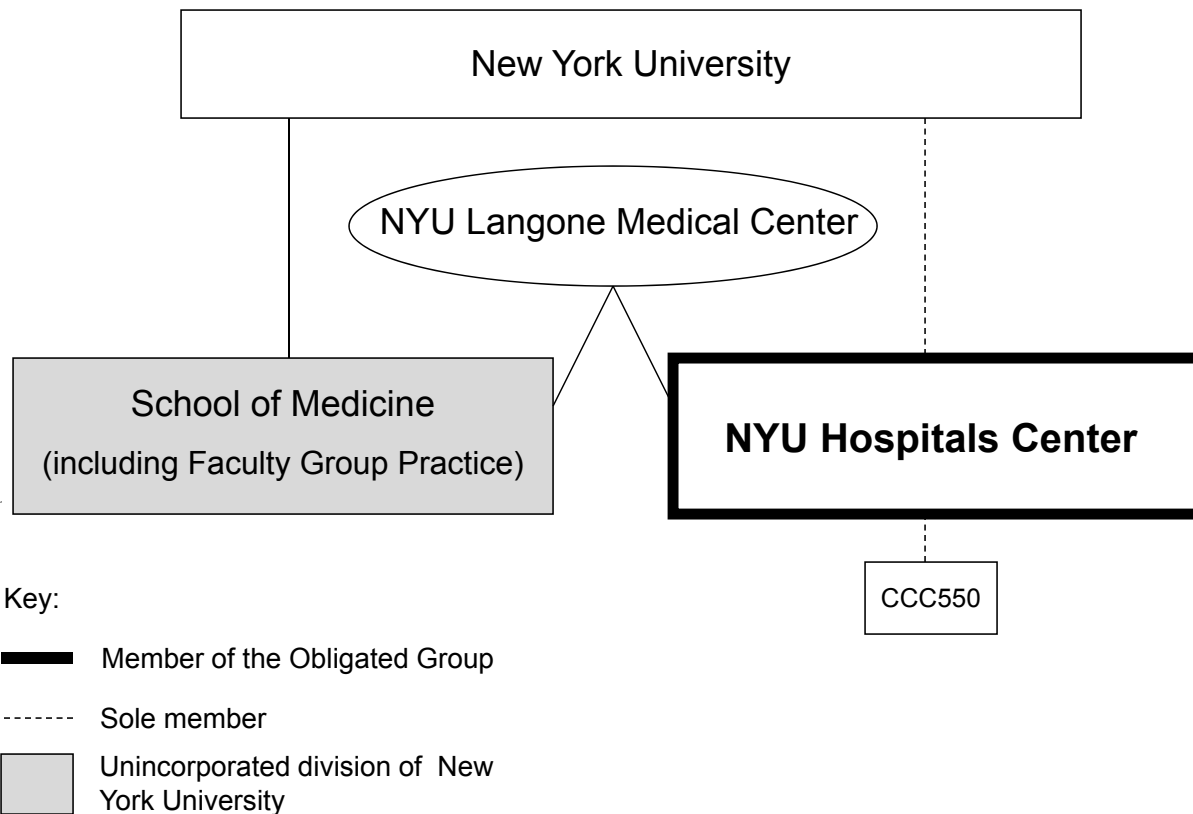 New York University
NYU Langone Medical Center
School of Medicine
(including Faculty Group Practice)
NYU Hospitals Center
CCC550
Key:
Member of the Obligated Group
Sole member
Unincorporated division of New
York University